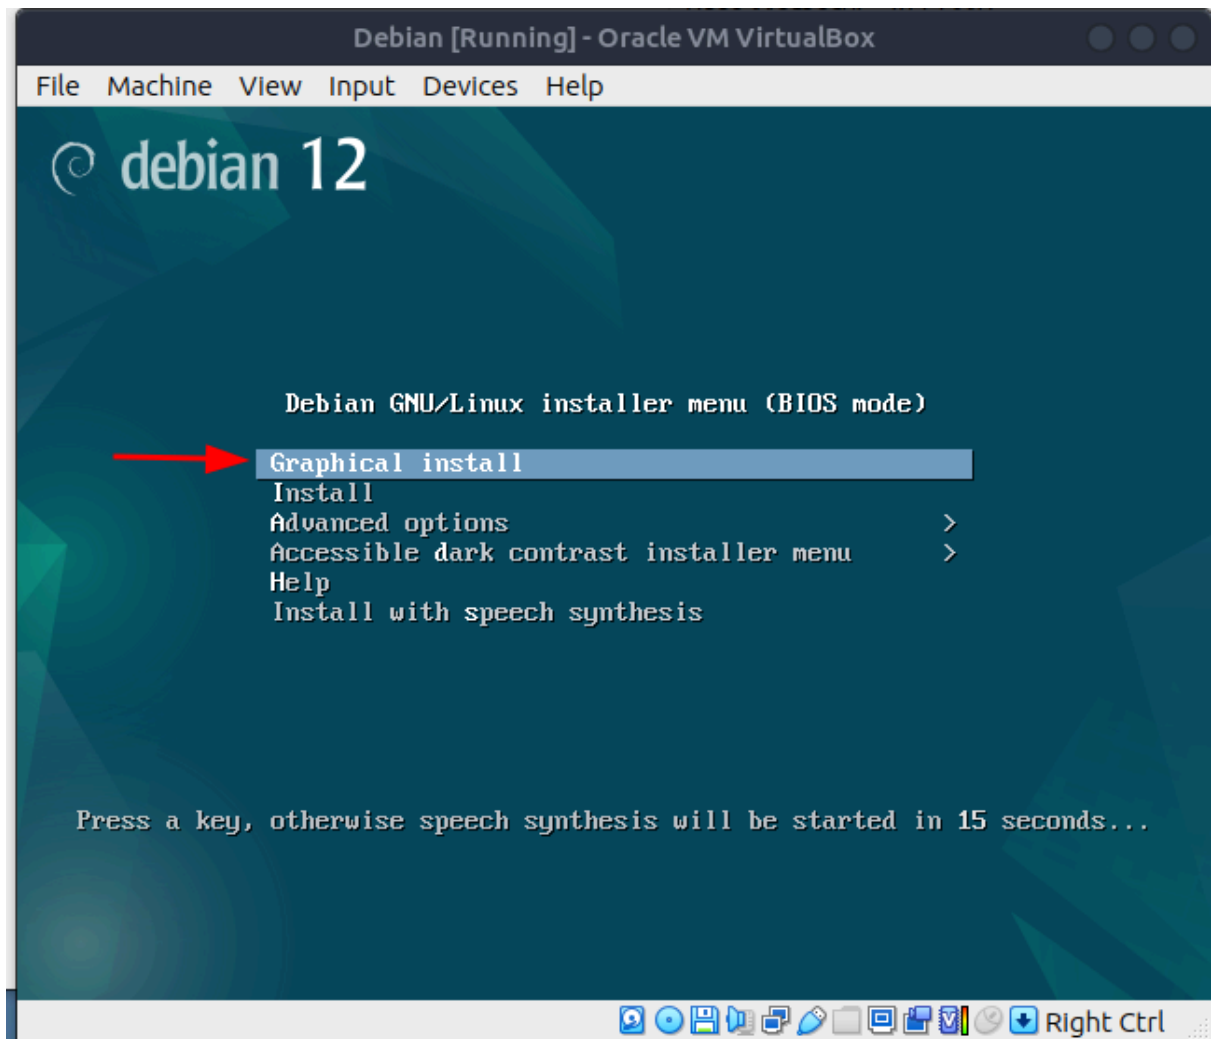 Debian [Running] - Oracle VM VirtualBox
File Machine View Input Devices Help
debian 12
Debian GNU/Linux installer menu (BIOS mode)
Graphical install
Install
Advanced options >
Accessible dark contrast installer menu >
Help
Install with speech synthesis
Press a key, otherwise speech synthesis will be started in 15 seconds...
Right Ctrl